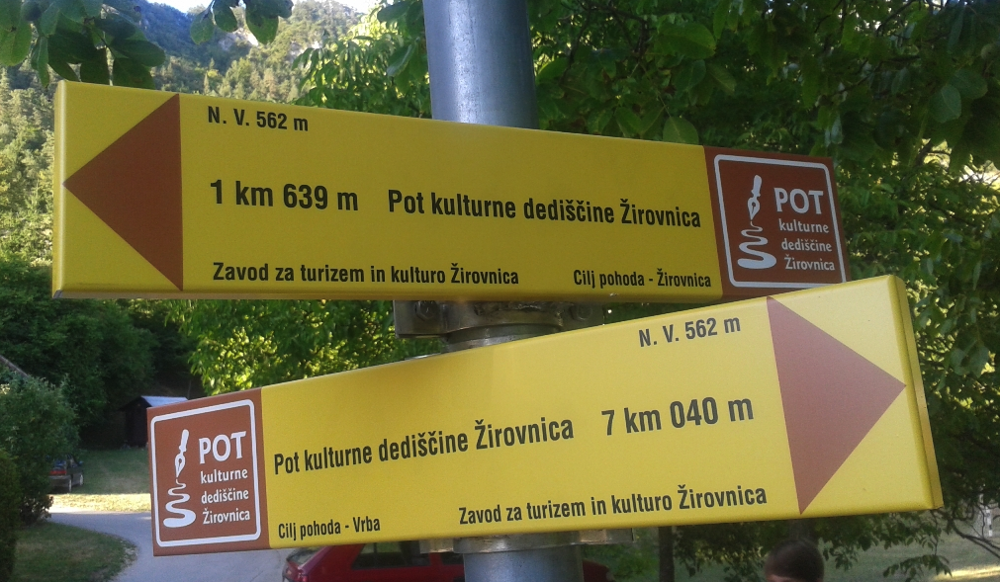 N. V. 562 m
1 km 639 m Pot kulturne dediščine Žirovnica
Zavod za turizem in kulturo Žirovnica Cilj pohoda - Žirovnica
POT
kulturne
dediščine
Žirovnica
N. V. 562 m
Pot kulturne dediščine Žirovnica 7 km 040 m
Cilj pohoda - Vrba Zavod za turizem in kulturo Žirovnica
POT
kulturne
dediščine
Žirovnica